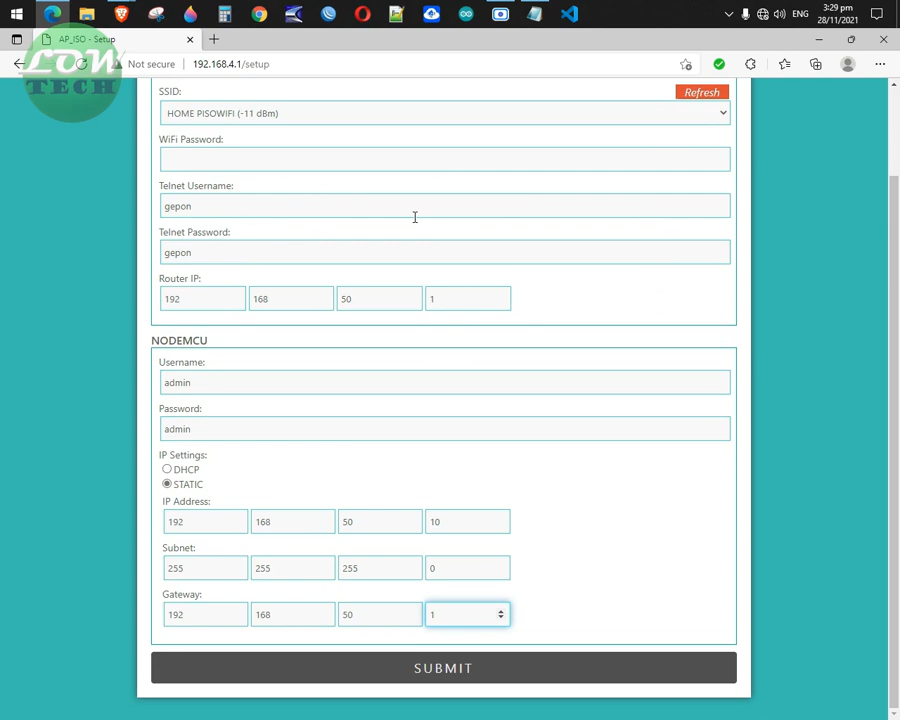 3:29 pm
ENG
28/11/2021
AP_ISO - Setup
Not secure
192.168.4.1/setup
LOW
TECH
SSID:
Refresh
HOME PISOWIFI (-11 dBm)
WiFi Password:
Telnet Username:
gepon
Telnet Password:
gepon
Router IP:
192 168 50 1
NODEMCU
Username:
admin
Password:
admin
IP Settings:
DHCP
STATIC
IP Address:
192 168 50 10
Subnet:
255 255 255 0
Gateway:
192 168 50 1
SUBMIT